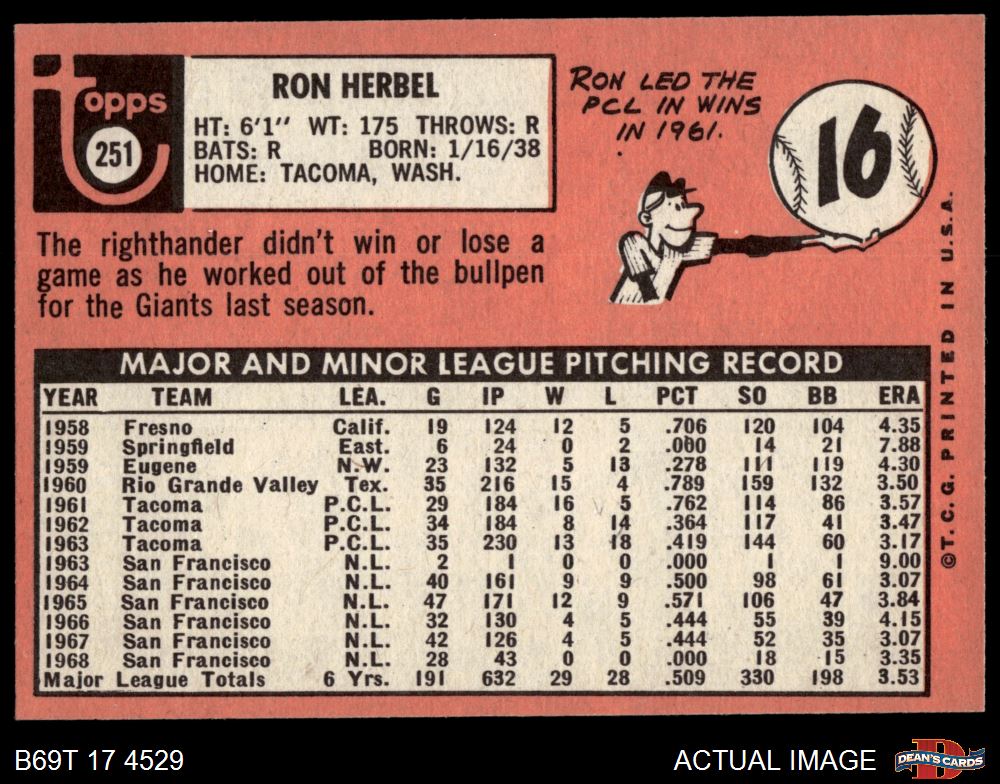 Topps
251
RON HERBEL
HT: 6'1" WT: 175 THROWS: R
BATS: R BORN: 1/16/38
HOME: TACOMA, WASH.
RON LED THE
PCL IN WINS
IN 1961.
16
The righthander didn't win or lose a
game as he worked out of the bullpen
for the Giants last season.
MAJOR AND MINOR LEAGUE PITCHING RECORD
YEAR TEAM LEA. G IP W L PCT SO BB ERA
1958 Fresno Calif. 19 124 12 5 .706 120 104 4.35
1959 Springfield East. 6 24 0 2 .000 14 21 7.88
1959 Eugene N.W. 23 132 5 13 .278 111 119 4.30
1960 Rio Grande Valley Tex. 35 216 15 4 .789 159 132 3.50
1961 Tacoma P.C.L. 29 184 16 5 .762 114 86 3.57
1962 Tacoma P.C.L. 34 184 8 14 .364 117 41 3.47
1963 Tacoma P.C.L. 35 230 13 18 .419 144 60 3.17
1963 San Francisco N.L. 2 1 0 0 .000 1 1 9.00
1964 San Francisco N.L. 40 161 9 9 .500 98 61 3.07
1965 San Francisco N.L. 47 171 12 9 .571 106 47 3.84
1966 San Francisco N.L. 32 130 4 5 .444 55 39 4.15
1967 San Francisco N.L. 42 126 4 5 .444 52 35 3.07
1968 San Francisco N.L. 28 43 0 0 .000 18 15 3.35
Major League Totals 6 Yrs. 191 632 29 28 .509 330 198 3.53
©T. C. G. PRINTED IN U.S.A.
B69T 17 4529
ACTUAL IMAGE
DEAN'S CARDS